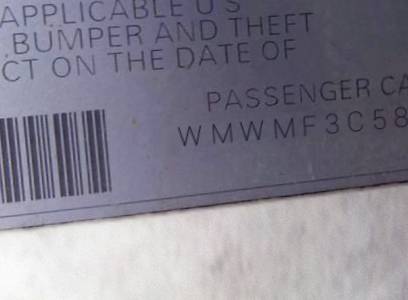 APPLICABLE U S
BUMPER AND THEFT
CT ON THE DATE OF
PASSENGER CA
WMWMF3C58